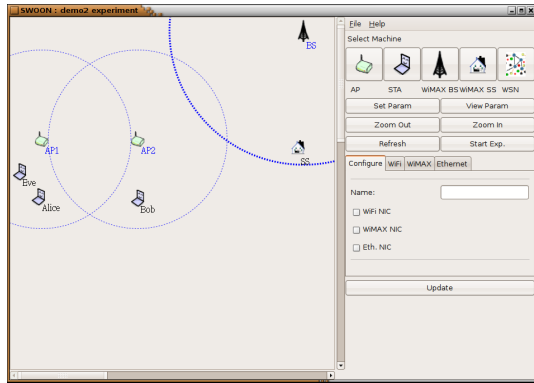 SWOON : demo2 experiment
BS
AP1
AP2
SS
Eve
Alice
Bob
File Help
Select Machine
AP STA WiMAX BS WiMAX SS WSN
Set Param View Param
Zoom Out Zoom In
Refresh Start Exp.
Configure WiFi WiMAX Ethernet
Name:
WiFi NIC
WiMAX NIC
Eth. NIC
Update